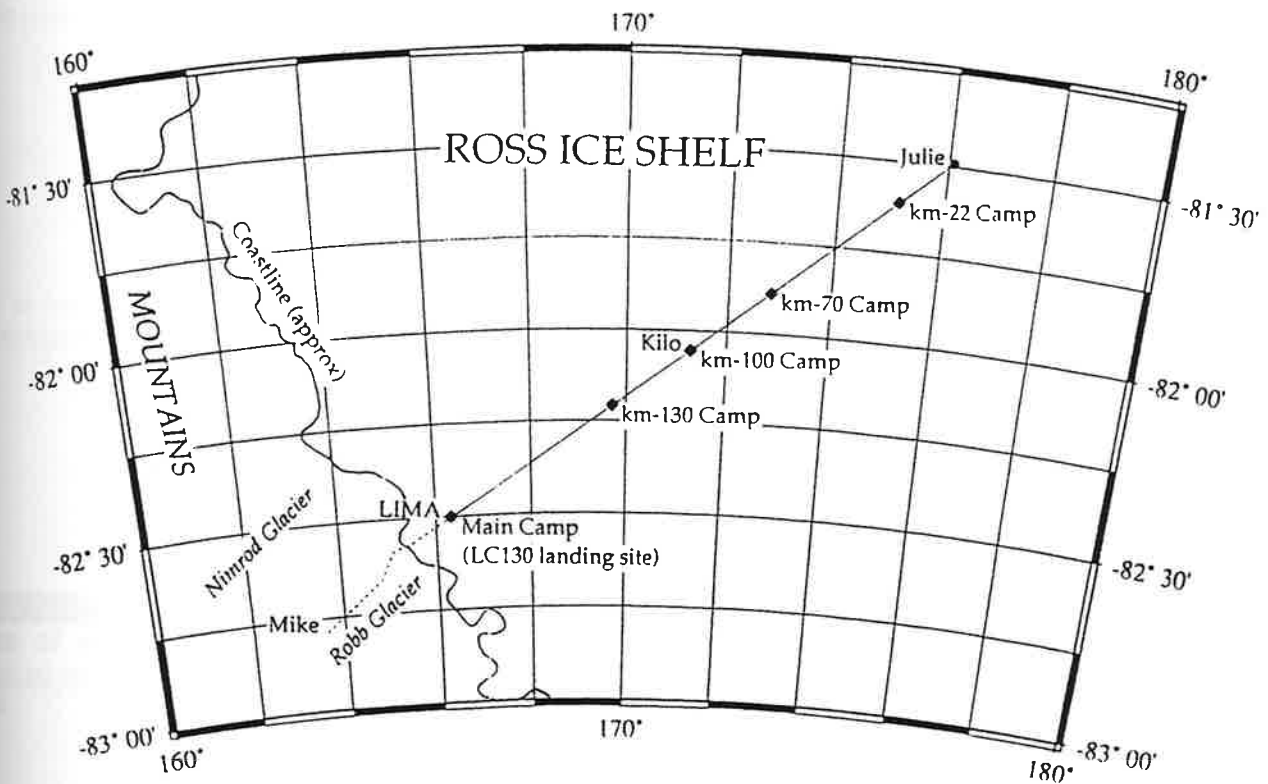 170°
160°
180°
ROSS ICE SHELF
Julie
-81° 30'
-81° 30'
km-22 Camp
Coastline (approx)
MOUNTAINS
km-70 Camp
Kilo
km-100 Camp
-82° 00'
-82° 00'
km-130 Camp
LIMA
Main Camp
(LC130 landing site)
Nimrod Glacier
-82° 30'
-82° 30'
Mike
Robb Glacier
-83° 00'
160°
170°
180°
-83° 00'